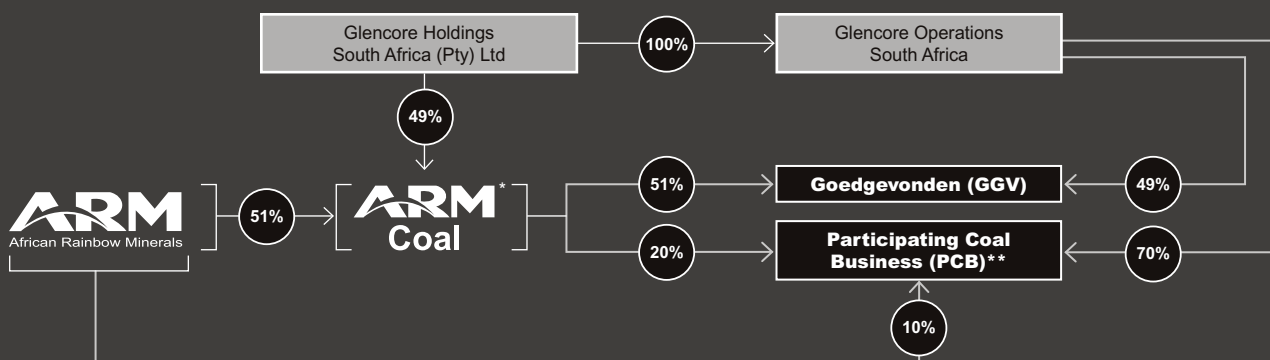 Glencore Holdings
South Africa (Pty) Ltd
100%
Glencore Operations
South Africa
49%
ARM
African Rainbow Minerals
51%
ARM*
Coal
51%
Goedgevonden (GGV)
49%
20%
Participating Coal
Business (PCB)**
70%
10%